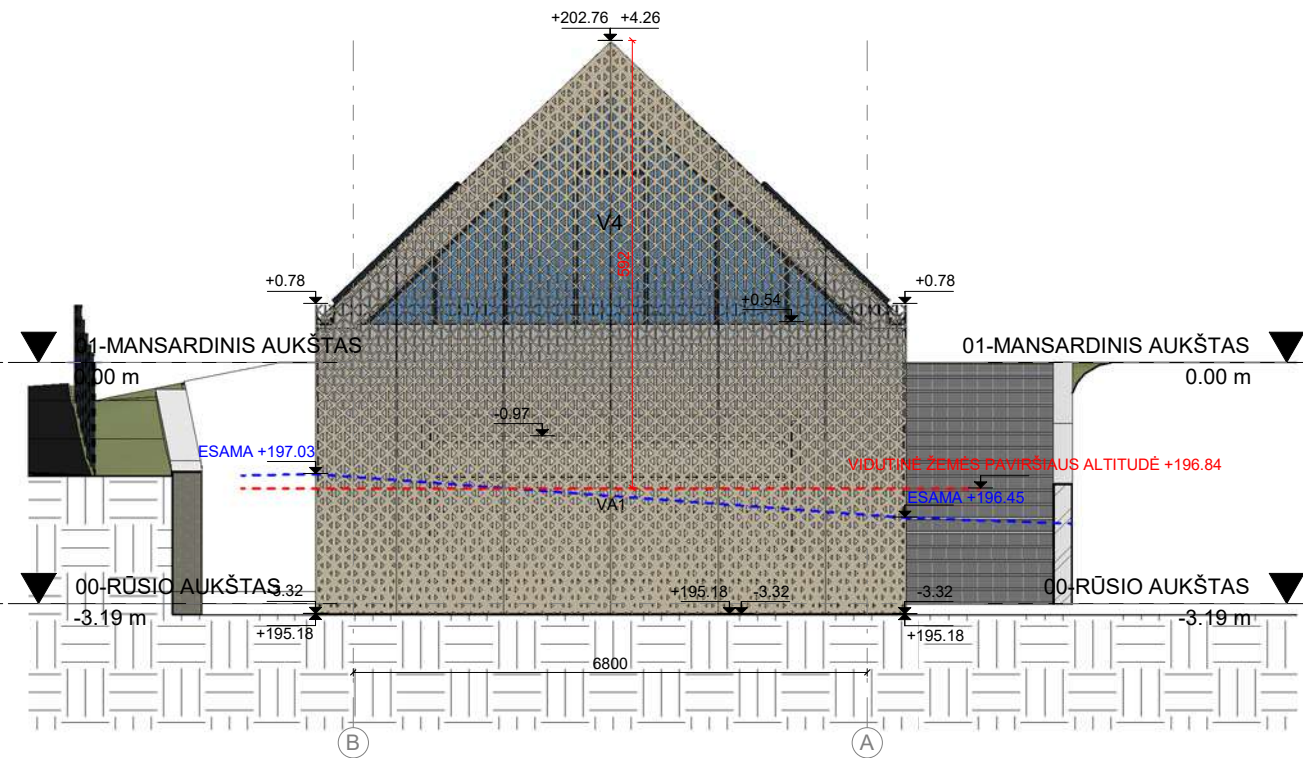 +202.76 +4.26
V4
592
+0.78
+0.78
+0.54
01-MANSARDINIS AUKŠTAS
0.00 m
01-MANSARDINIS AUKŠTAS
0.00 m
-0.97
ESAMA +197.03
VIDUTINĖ ŽEMĖS PAVIRŠIAUS ALTITUDĖ +196.84
ESAMA +196.45
VA1
00-RŪSIO AUKŠTAS
-3.19 m
-3.32
+195.18
+195.18 -3.32
-3.32
+195.18
00-RŪSIO AUKŠTAS
-3.19 m
6800
B
A